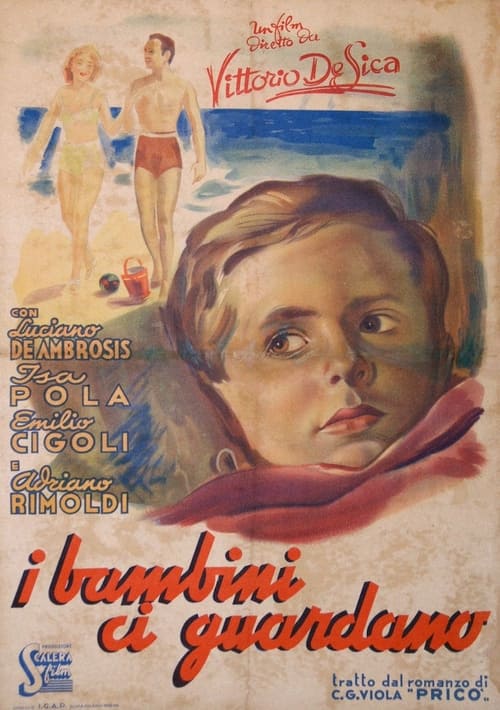 un film
diretto da
Vittorio De Sica
CON
Luciano
DE AMBROSIS
Isa
POLA
Emilio
CIGOLI
E
Adriano
RIMOLDI
i bambini
ci guardano
PRODUZIONE
SCALERA
film
tratto dal romanzo di
C.G. VIOLA "PRICÒ"
I.G.A.P.